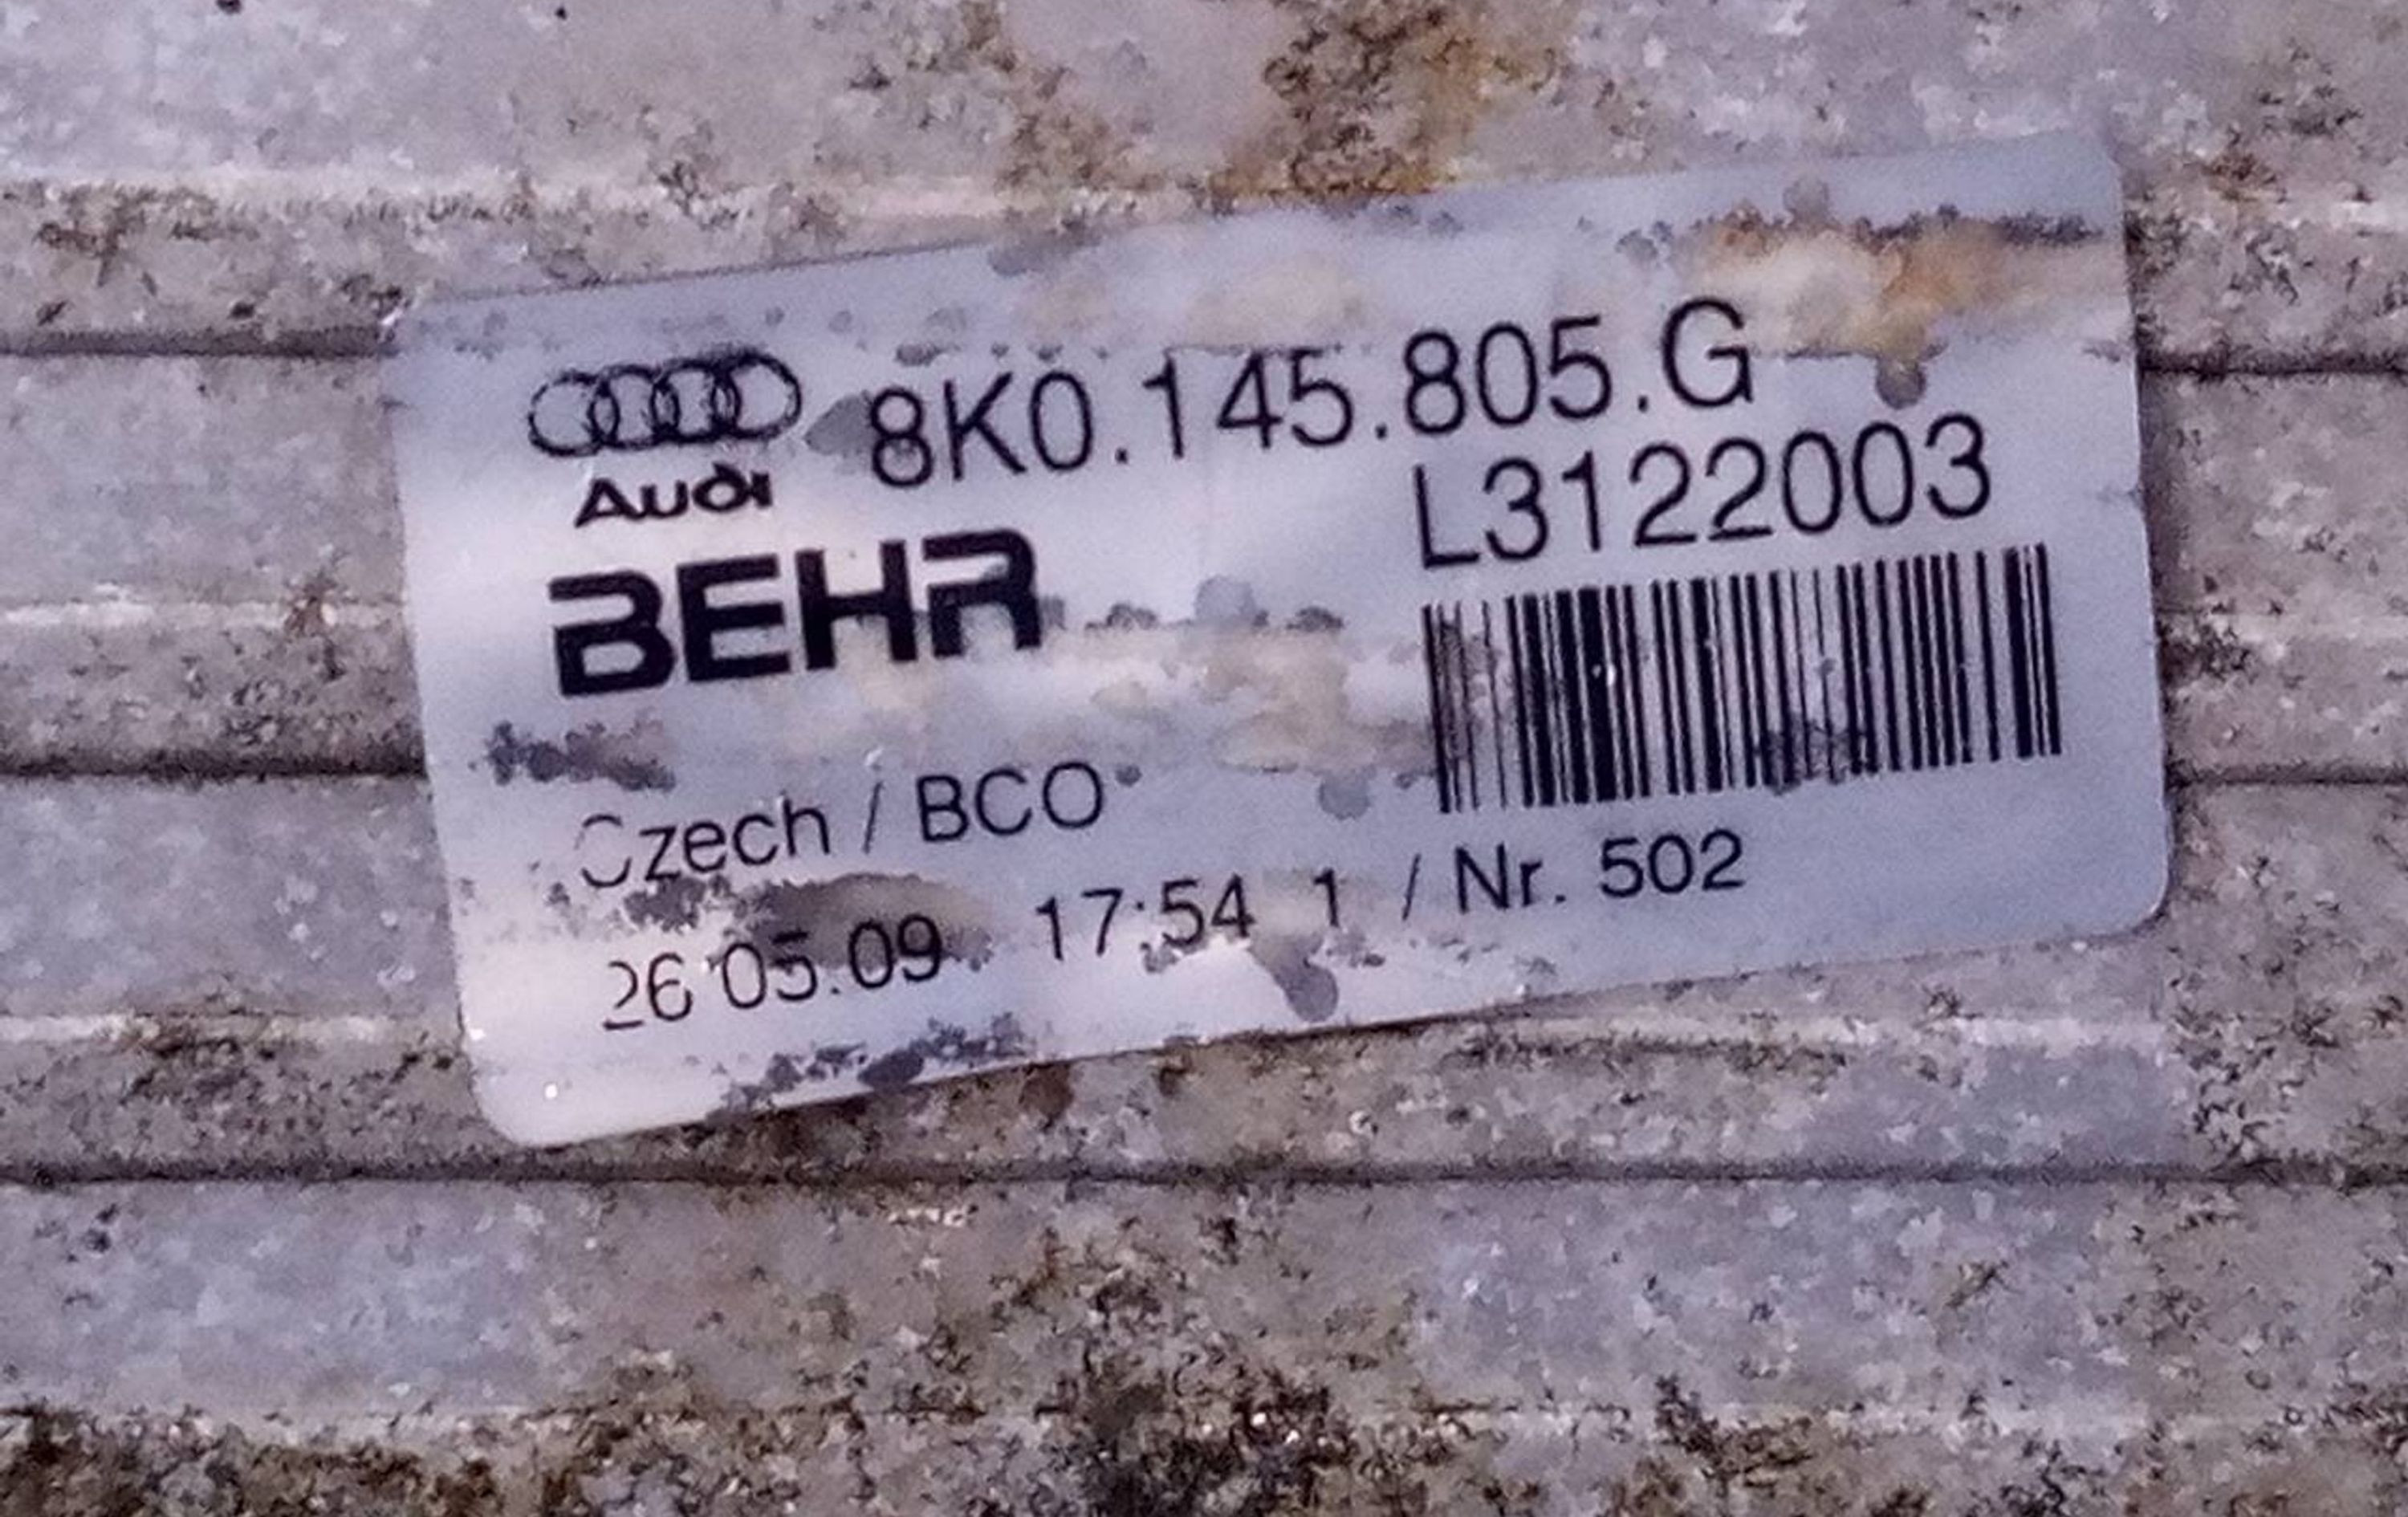 8K0.145.805.G
Audi
L3122003
BEHR
Czech / BCO
26.05.09 17:54 1 / Nr. 502